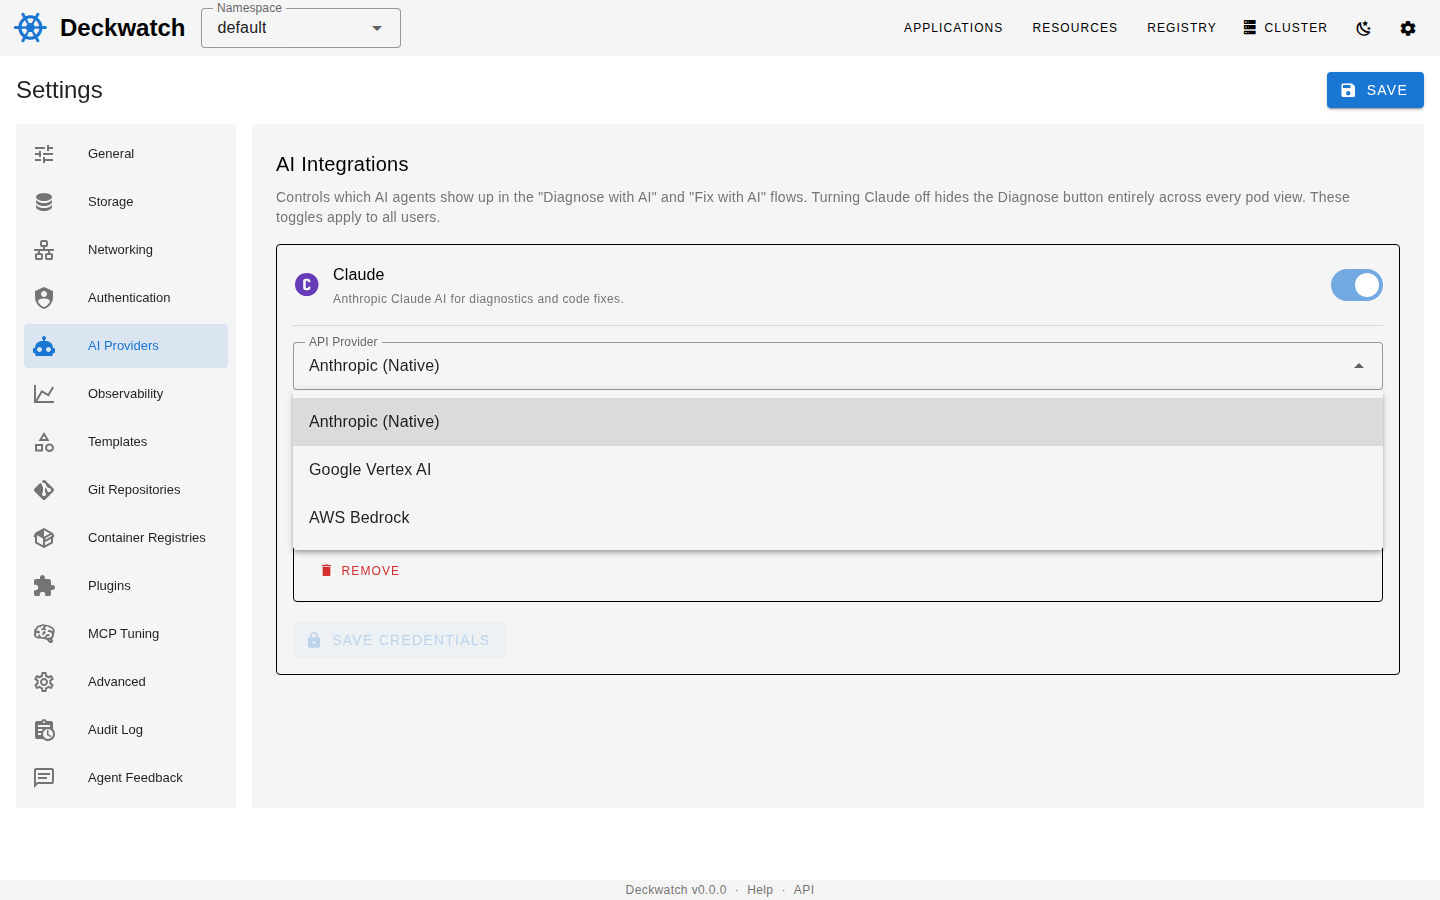 Deckwatch
Namespace
default
APPLICATIONS
RESOURCES
REGISTRY
CLUSTER
Settings
SAVE
General
Storage
Networking
Authentication
AI Providers
Observability
Templates
Git Repositories
Container Registries
Plugins
MCP Tuning
Advanced
Audit Log
Agent Feedback
AI Integrations
Controls which AI agents show up in the "Diagnose with AI" and "Fix with AI" flows. Turning Claude off hides the Diagnose button entirely across every pod view. These
toggles apply to all users.
C
Claude
Anthropic Claude AI for diagnostics and code fixes.
API Provider
Anthropic (Native)
Anthropic (Native)
Google Vertex AI
AWS Bedrock
REMOVE
SAVE CREDENTIALS
Deckwatch v0.0.0 · Help · API